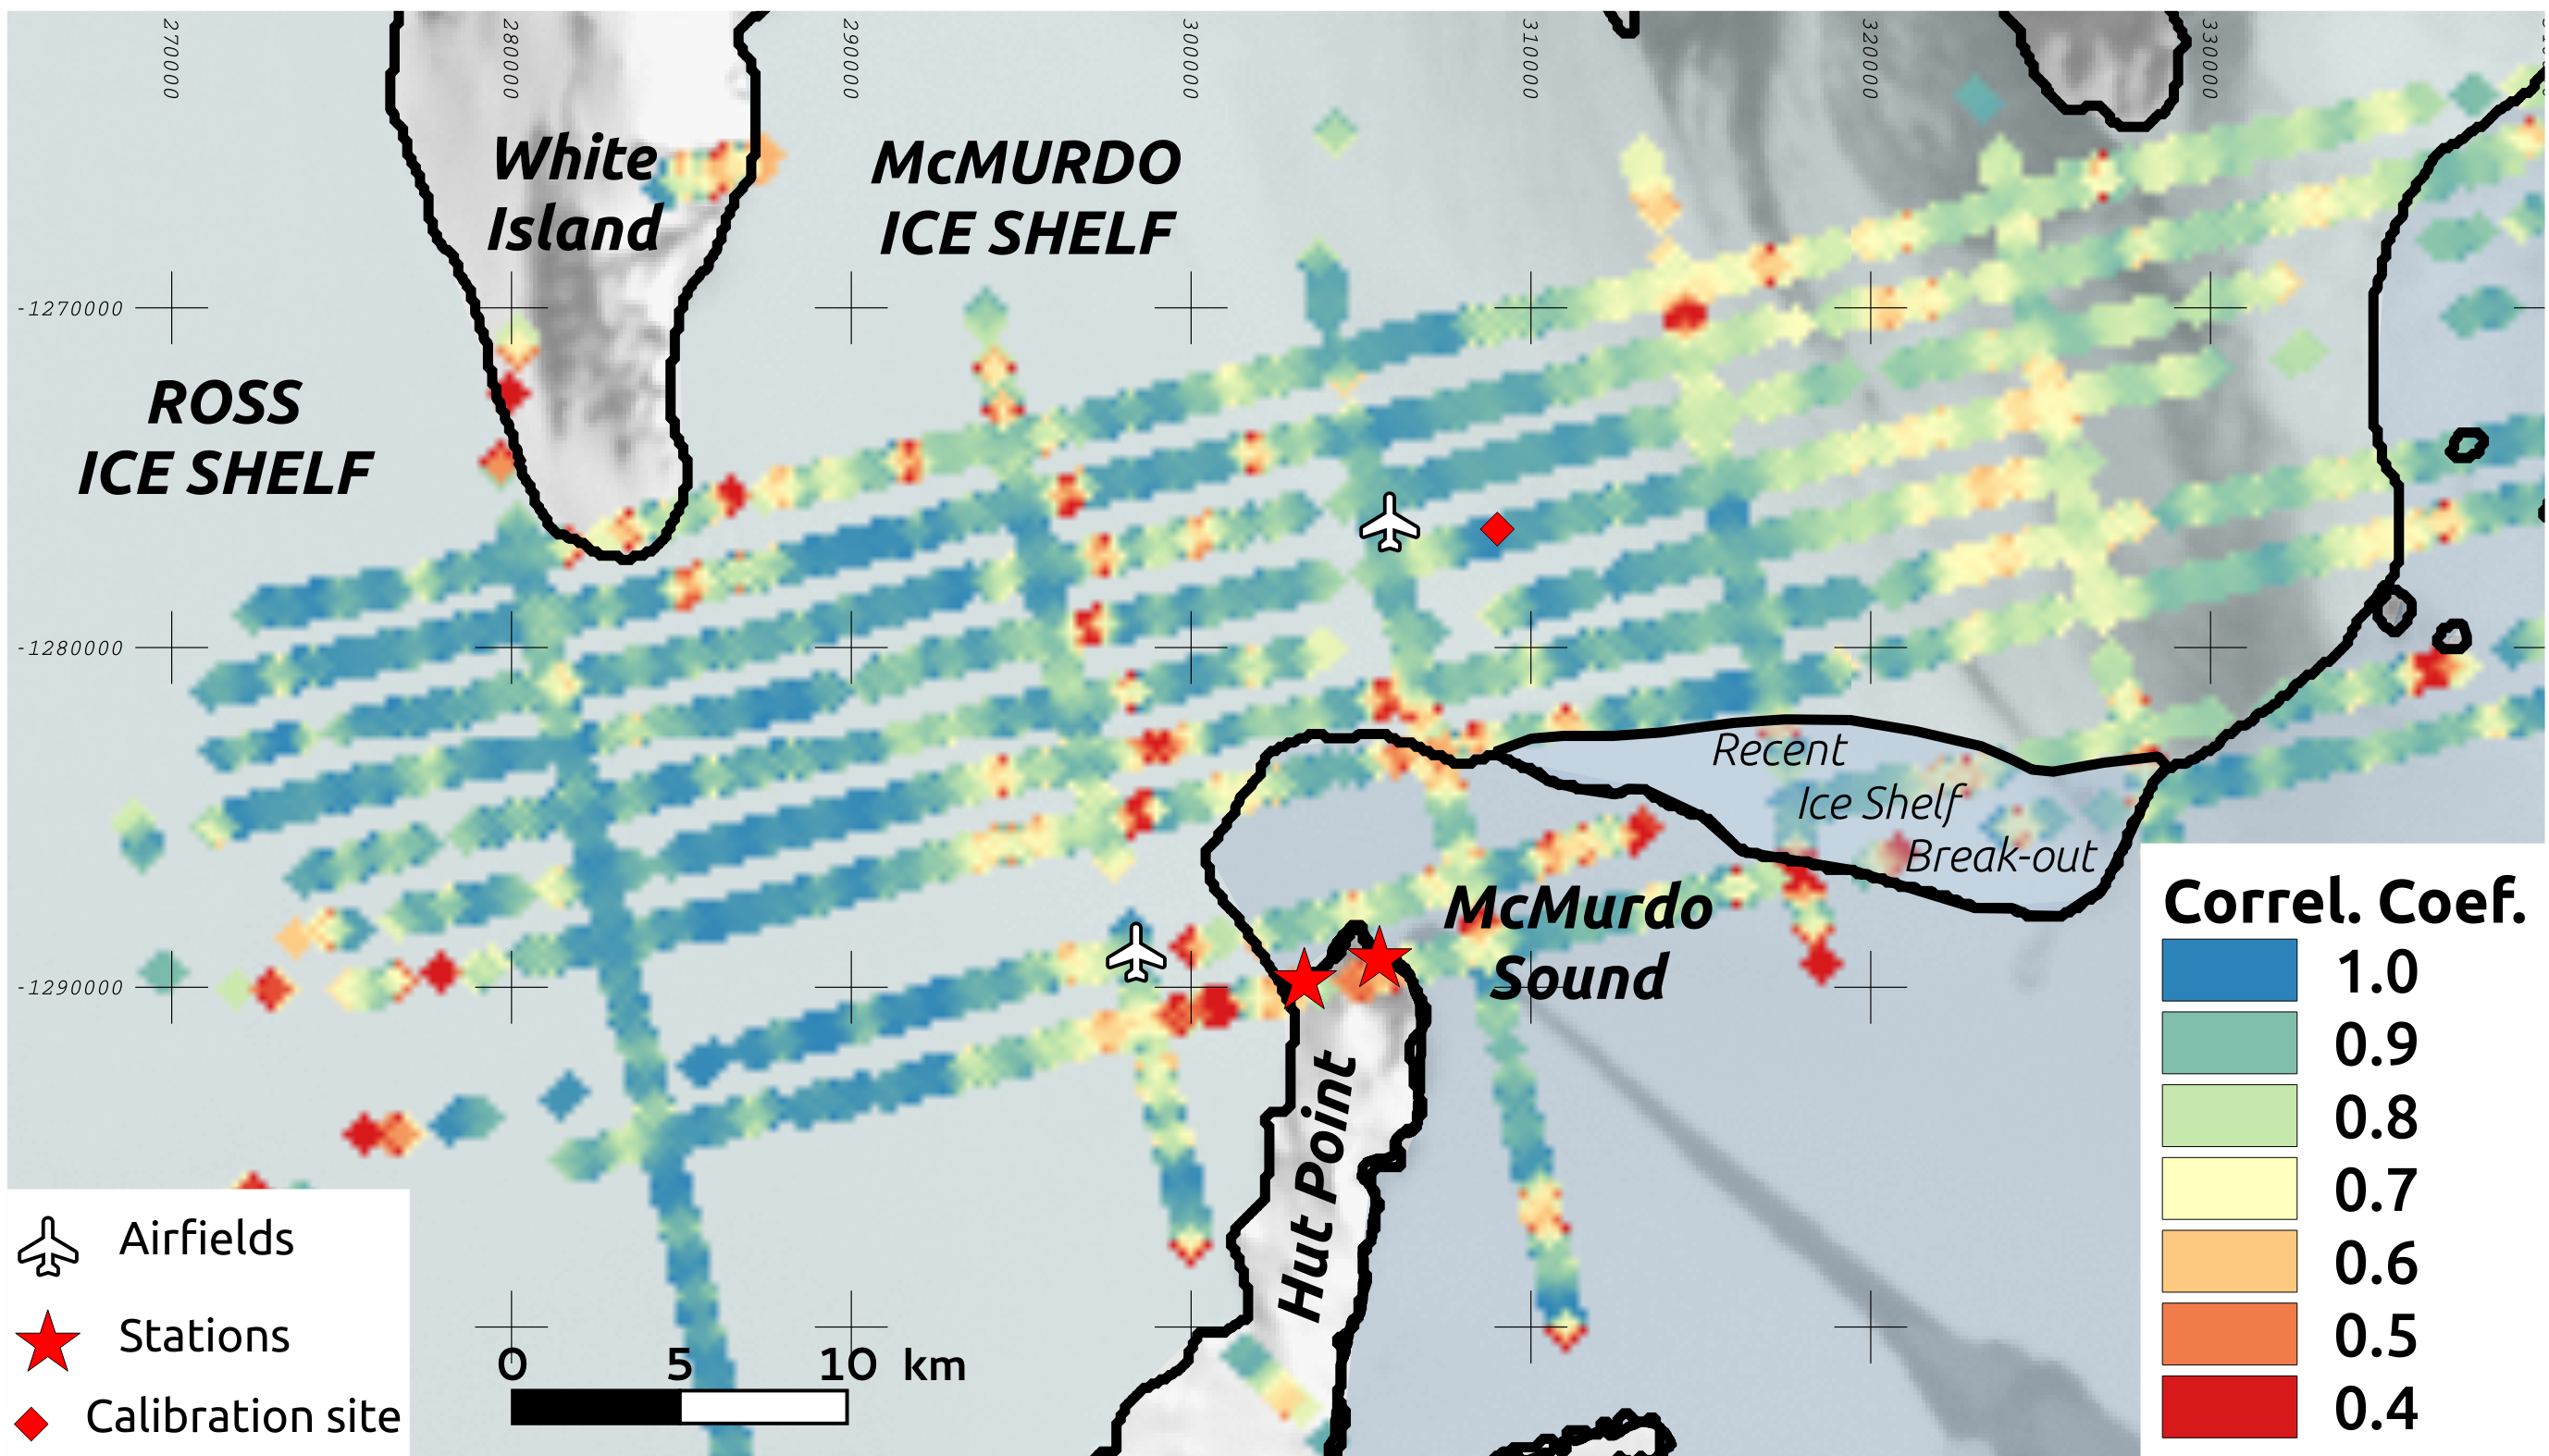 270000
280000
290000
300000
310000
320000
330000
White
Island
McMURDO
ICE SHELF
-1270000
ROSS
ICE SHELF
-1280000
Recent
Ice Shelf
Break-out
McMurdo
Sound
-1290000
Hut Point
Correl. Coef.
1.0
0.9
0.8
0.7
0.6
0.5
0.4
Airfields
Stations
Calibration site
0 5 10 km